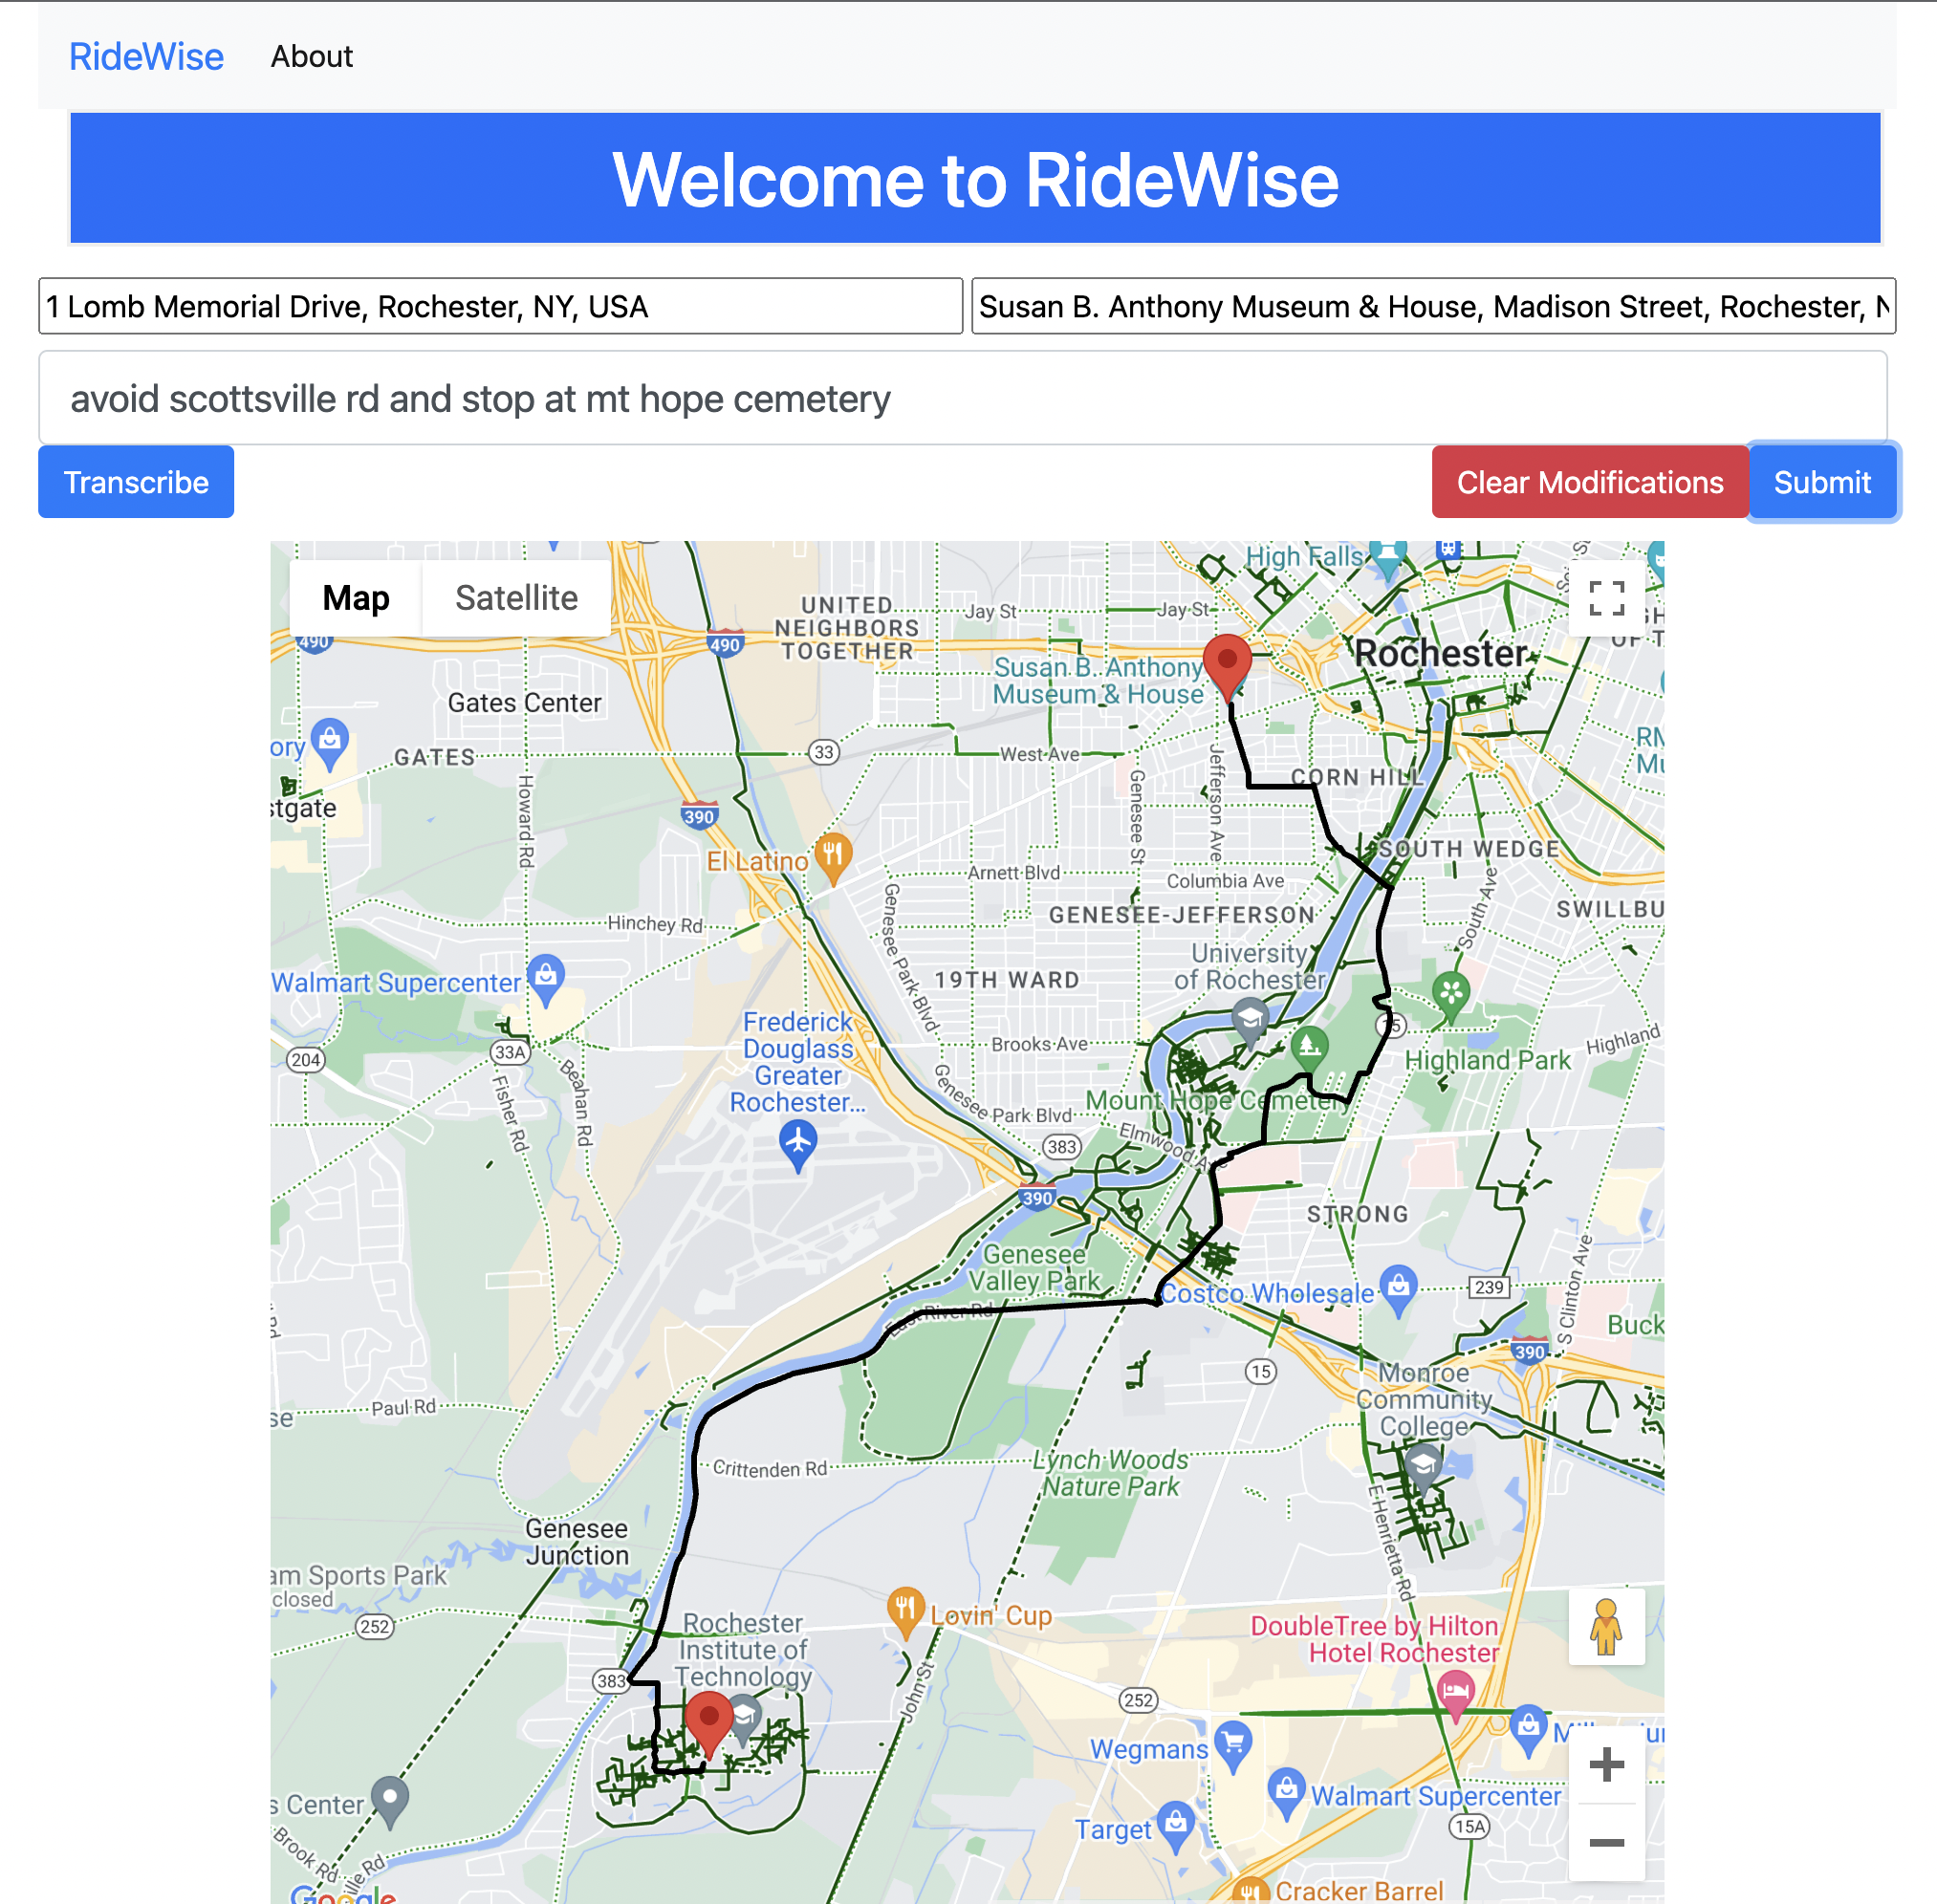 RideWise About
Welcome to RideWise
1 Lomb Memorial Drive, Rochester, NY, USA
Susan B. Anthony Museum & House, Madison Street, Rochester, N
avoid scottsville rd and stop at mt hope cemetery
Transcribe
Clear Modifications
Submit
Map
Satellite
High Falls
UNITED
NEIGHBORS
TOGETHER
Jay St
Jay St
490
490
Rochester
Susan B. Anthony
Museum & House
Gates Center
ory
GATES
33
West Ave
CORN HILL
RM
Mu
stgate
Howard Rd
Genesee St
Jefferson Ave
390
El Latino
SOUTH WEDGE
Arnett Blvd
Columbia Ave
Genesee Park Blvd
GENESEE-JEFFERSON
South Ave
SWILLBU
Hinchey Rd
University
of Rochester
Walmart Supercenter
19TH WARD
Frederick
Douglass
Greater
Rochester...
15
Brooks Ave
Highland
204
33A
Highland Park
Fisher Rd
Beahan Rd
Genesee Park Blvd
Mount Hope Cemetery
383
Elmwood Ave
390
STRONG
Genesee
Valley Park
Costco Wholesale
239
S Clinton Ave
East River Rd
Buck
390
15
Monroe
Community
College
Paul Rd
se
Crittenden Rd
Lynch Woods
Nature Park
E Henrietta Rd
Genesee
Junction
am Sports Park
closed
252
Lovin' Cup
Rochester
Institute of
Technology
DoubleTree by Hilton
Hotel Rochester
383
John St
252
Wegmans
s Center
Walmart Supercenter
Target
15A
Brook Rd
ille Rd
Google
Cracker Barrel